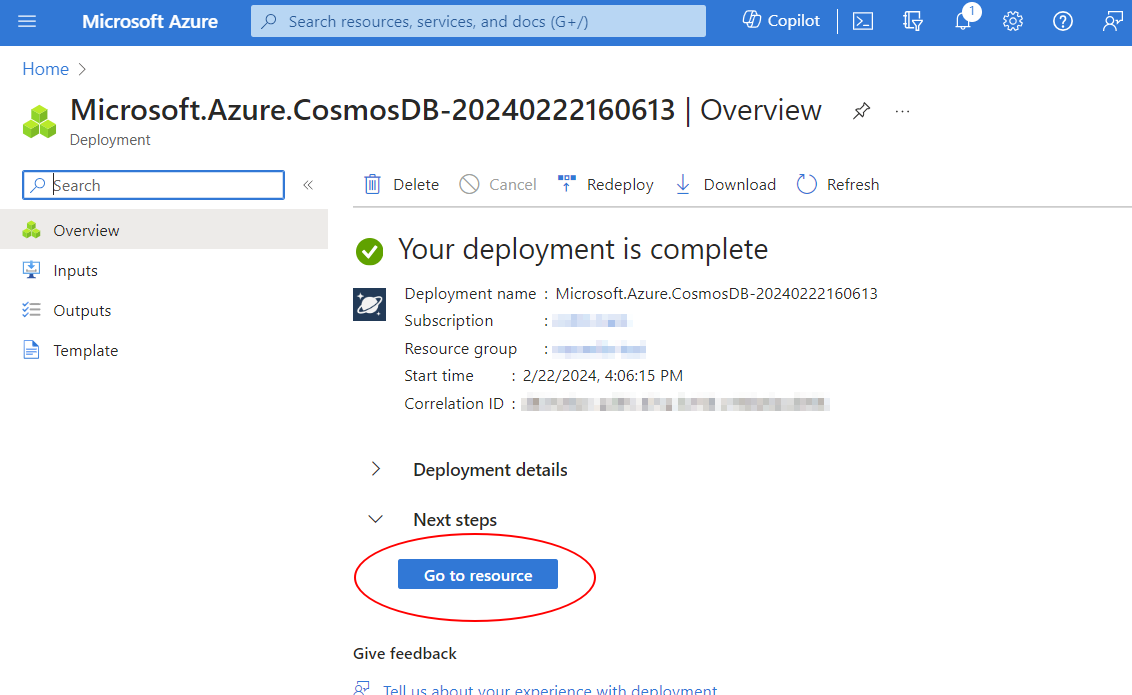 Microsoft Azure
Search resources, services, and docs (G+/)
Copilot
1
Home
Microsoft.Azure.CosmosDB-20240222160613 | Overview
Deployment
Search
«
Delete
Cancel
Redeploy
Download
Refresh
Overview
Inputs
Outputs
Template
Your deployment is complete
Deployment name : Microsoft.Azure.CosmosDB-20240222160613
Subscription :
Resource group :
Start time : 2/22/2024, 4:06:15 PM
Correlation ID :
Deployment details
Next steps
Go to resource
Give feedback
Tell us about your experience with deployment